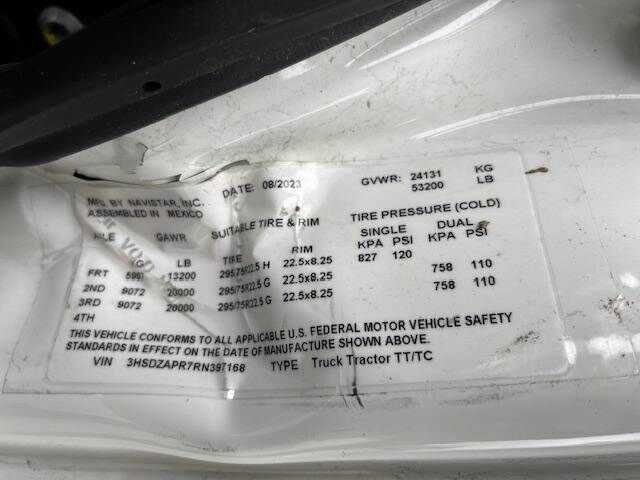 MFG BY NAVISTAR, INC. DATE: 08/2023 GVWR: 24131 KG
ASSEMBLED IN MEXICO 53200 LB
SUITABLE TIRE & RIM TIRE PRESSURE (COLD)
AXLE GAWR SINGLE DUAL
LB TIRE RIM KPA PSI KPA PSI
FRT 13200 295/75R22.5 H 22.5x8.25 827 120
2ND 9072 20000 295/75R22.5 G 22.5x8.25 758 110
3RD 9072 20000 295/75R22.5 G 22.5x8.25 758 110
4TH
THIS VEHICLE CONFORMS TO ALL APPLICABLE U.S. FEDERAL MOTOR VEHICLE SAFETY
STANDARDS IN EFFECT ON THE DATE OF MANUFACTURE SHOWN ABOVE.
VIN 3HSDZAPR7RN397168 TYPE Truck Tractor TT/TC